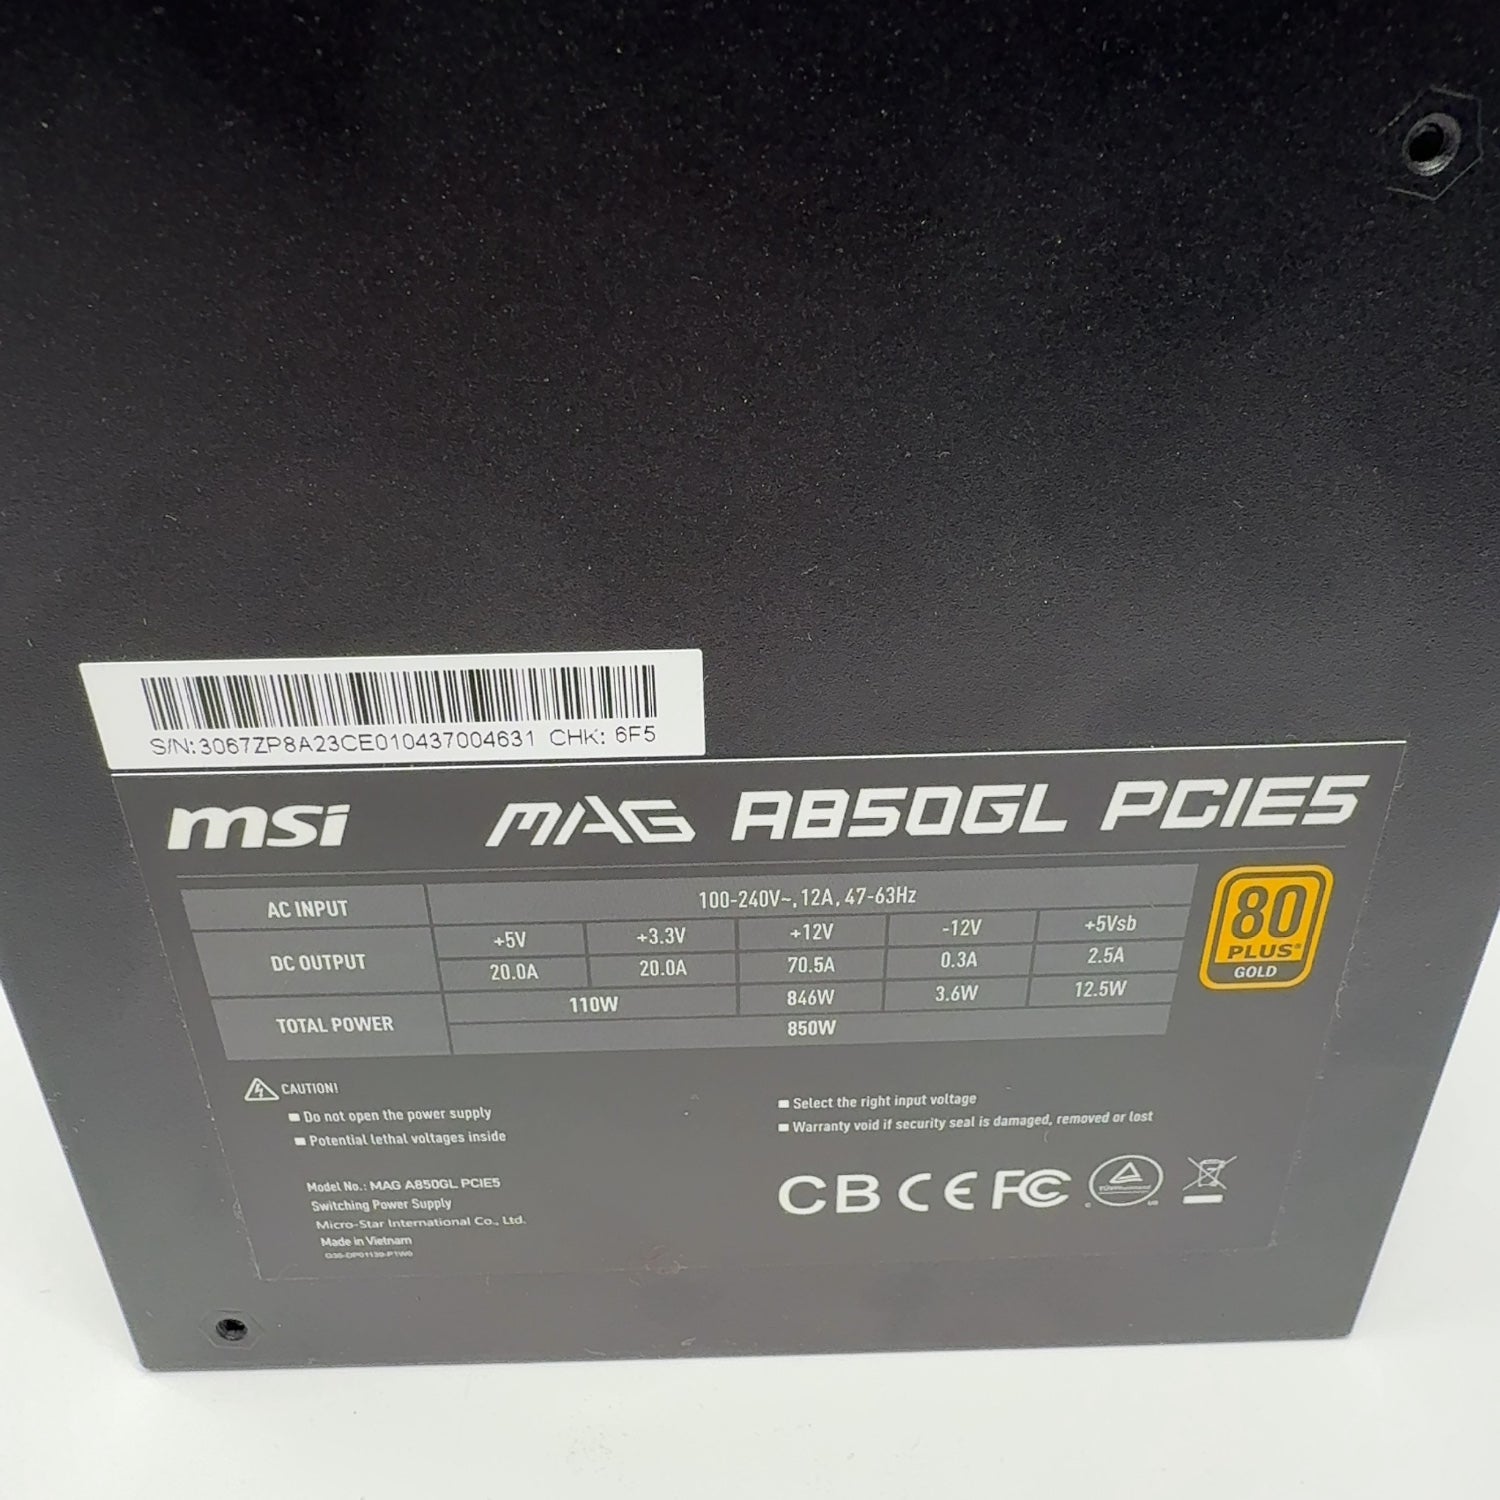 S/N:3067ZP8A23CE010437004631 CHK: 6F5
msi MAG A850GL PCIE5
AC INPUT 100-240V~, 12A, 47-63Hz
DC OUTPUT +5V +3.3V +12V -12V +5Vsb
20.0A 20.0A 70.5A 0.3A 2.5A
TOTAL POWER 110W 846W 3.6W 12.5W
850W
80
PLUS®
GOLD
CAUTION!
Do not open the power supply
Potential lethal voltages inside
Select the right input voltage
Warranty void if security seal is damaged, removed or lost
Model No.: MAG A850GL PCIE5
Switching Power Supply
Micro-Star International Co., Ltd.
Made in Vietnam
CB CE FC